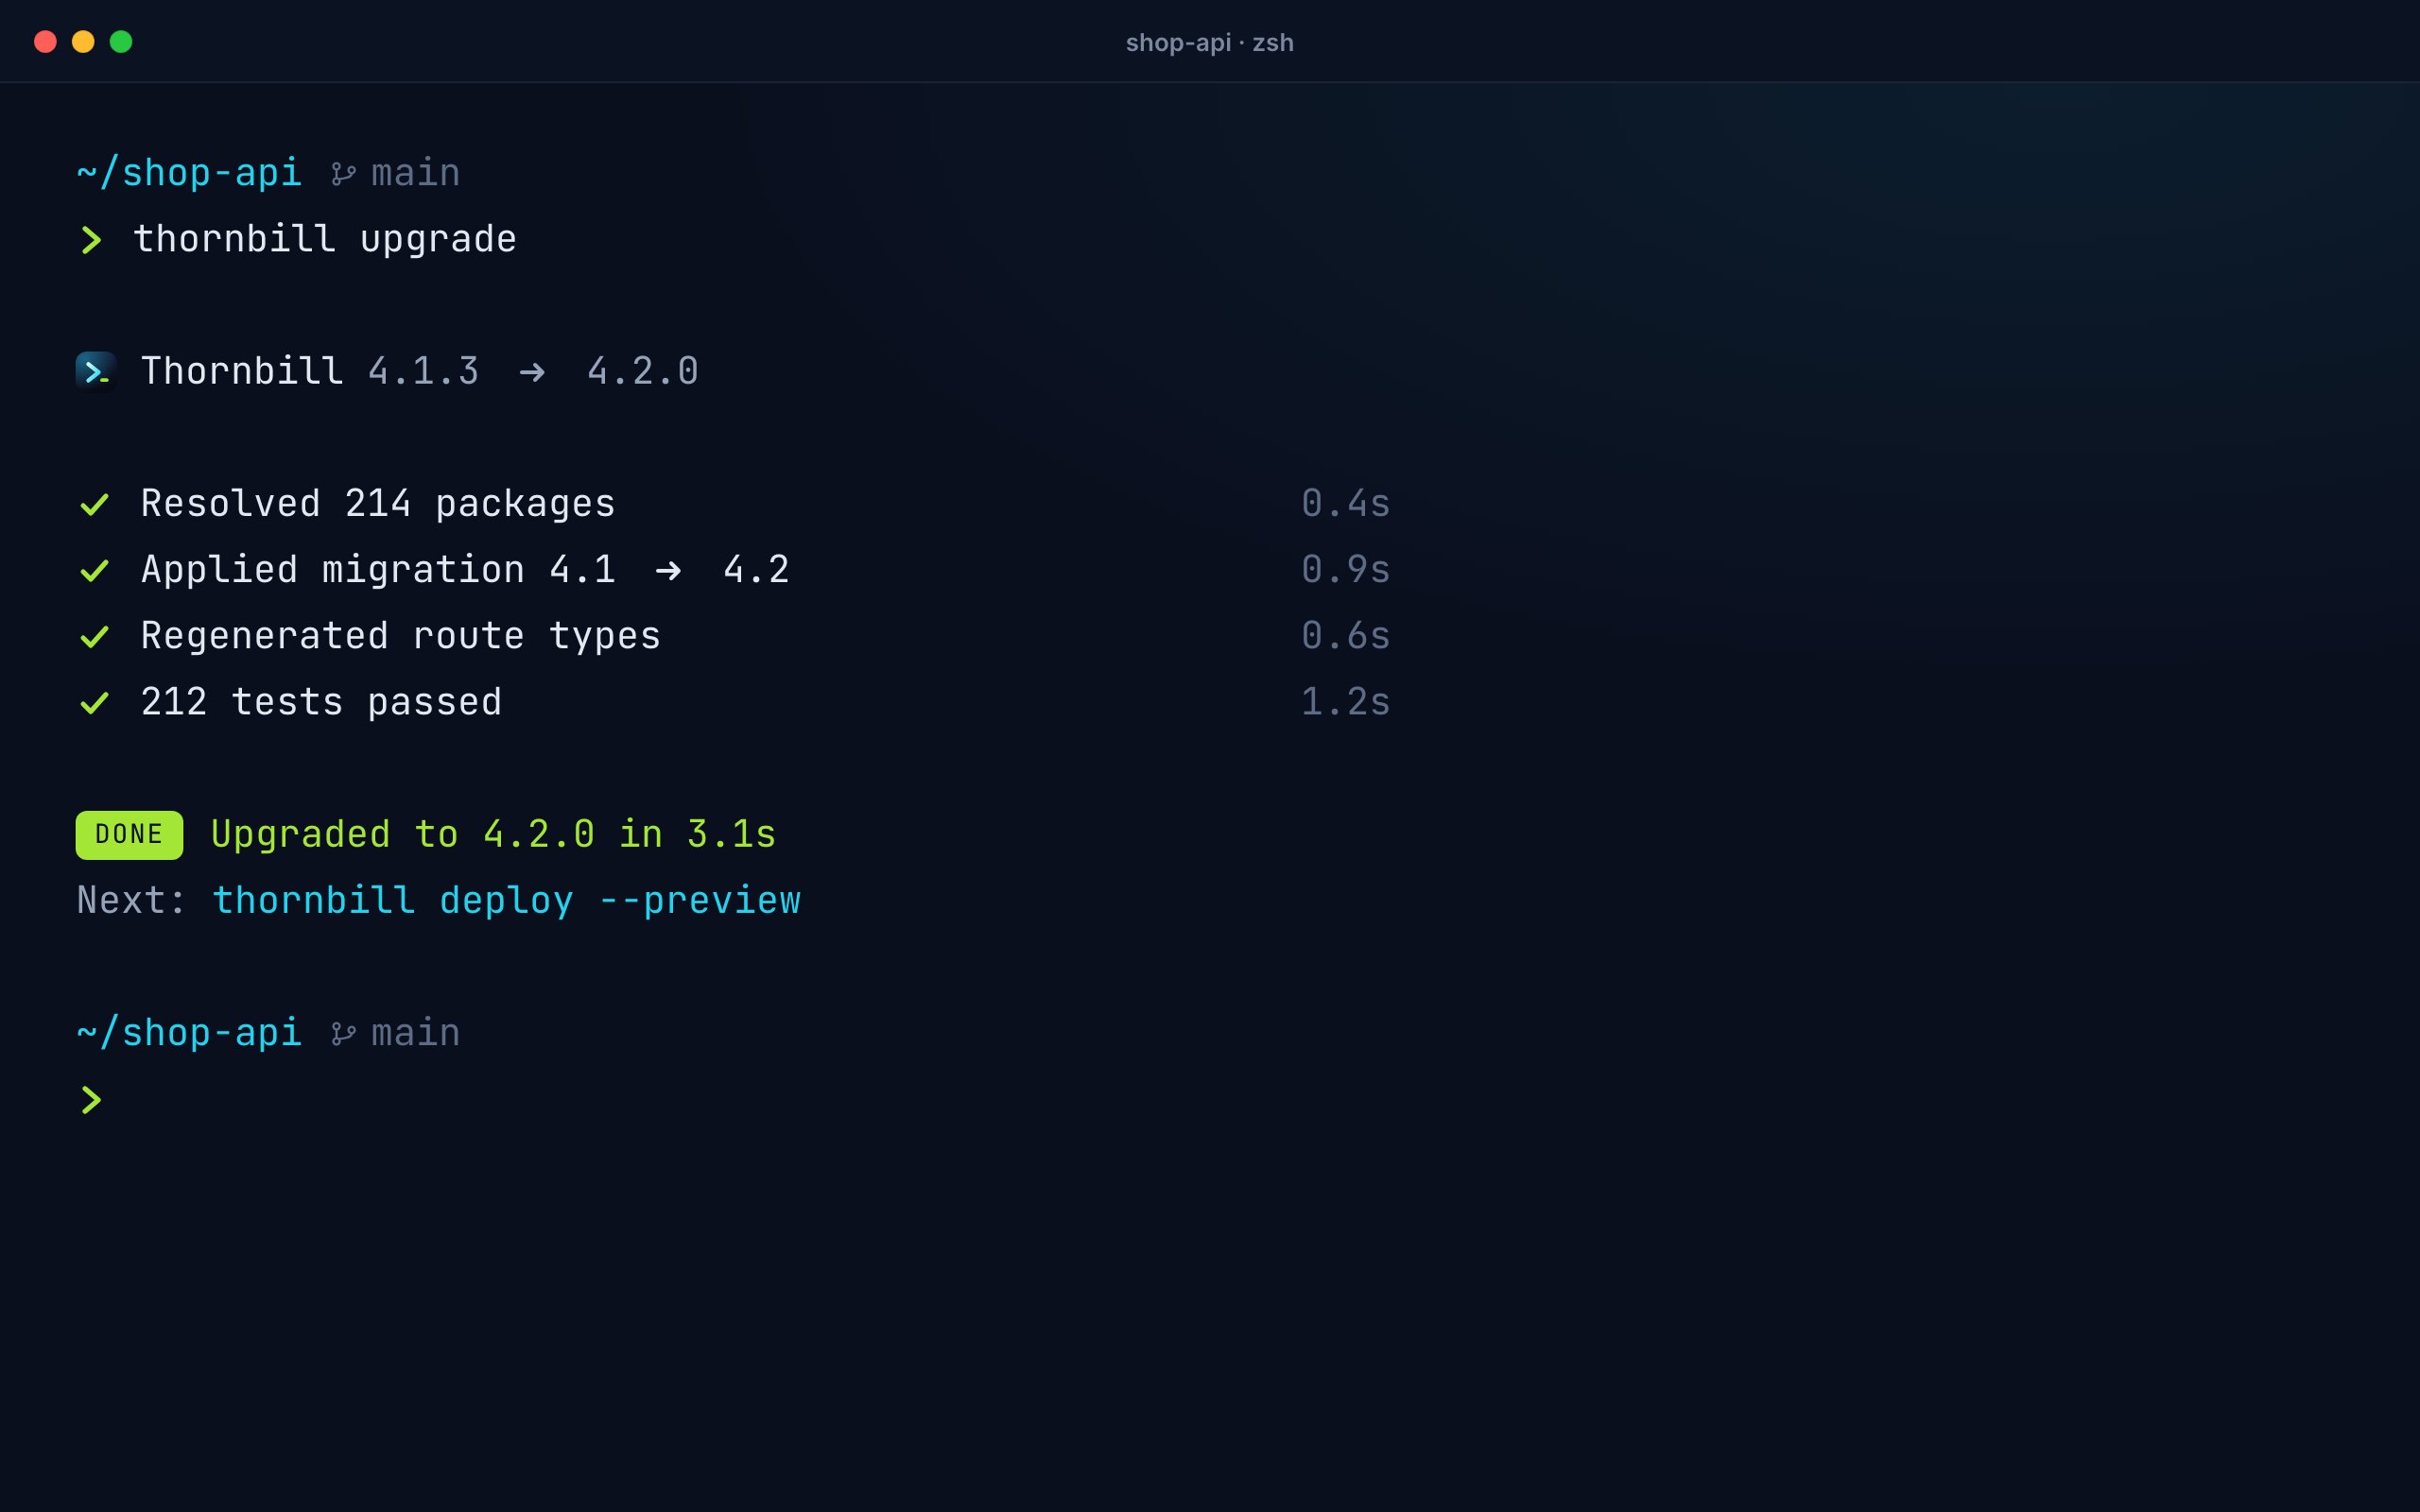 shop-api · zsh
~/shop-api main
> thornbill upgrade
Thornbill 4.1.3 → 4.2.0
✓ Resolved 214 packages 0.4s
✓ Applied migration 4.1 → 4.2 0.9s
✓ Regenerated route types 0.6s
✓ 212 tests passed 1.2s
DONE Upgraded to 4.2.0 in 3.1s
Next: thornbill deploy --preview
~/shop-api main
>